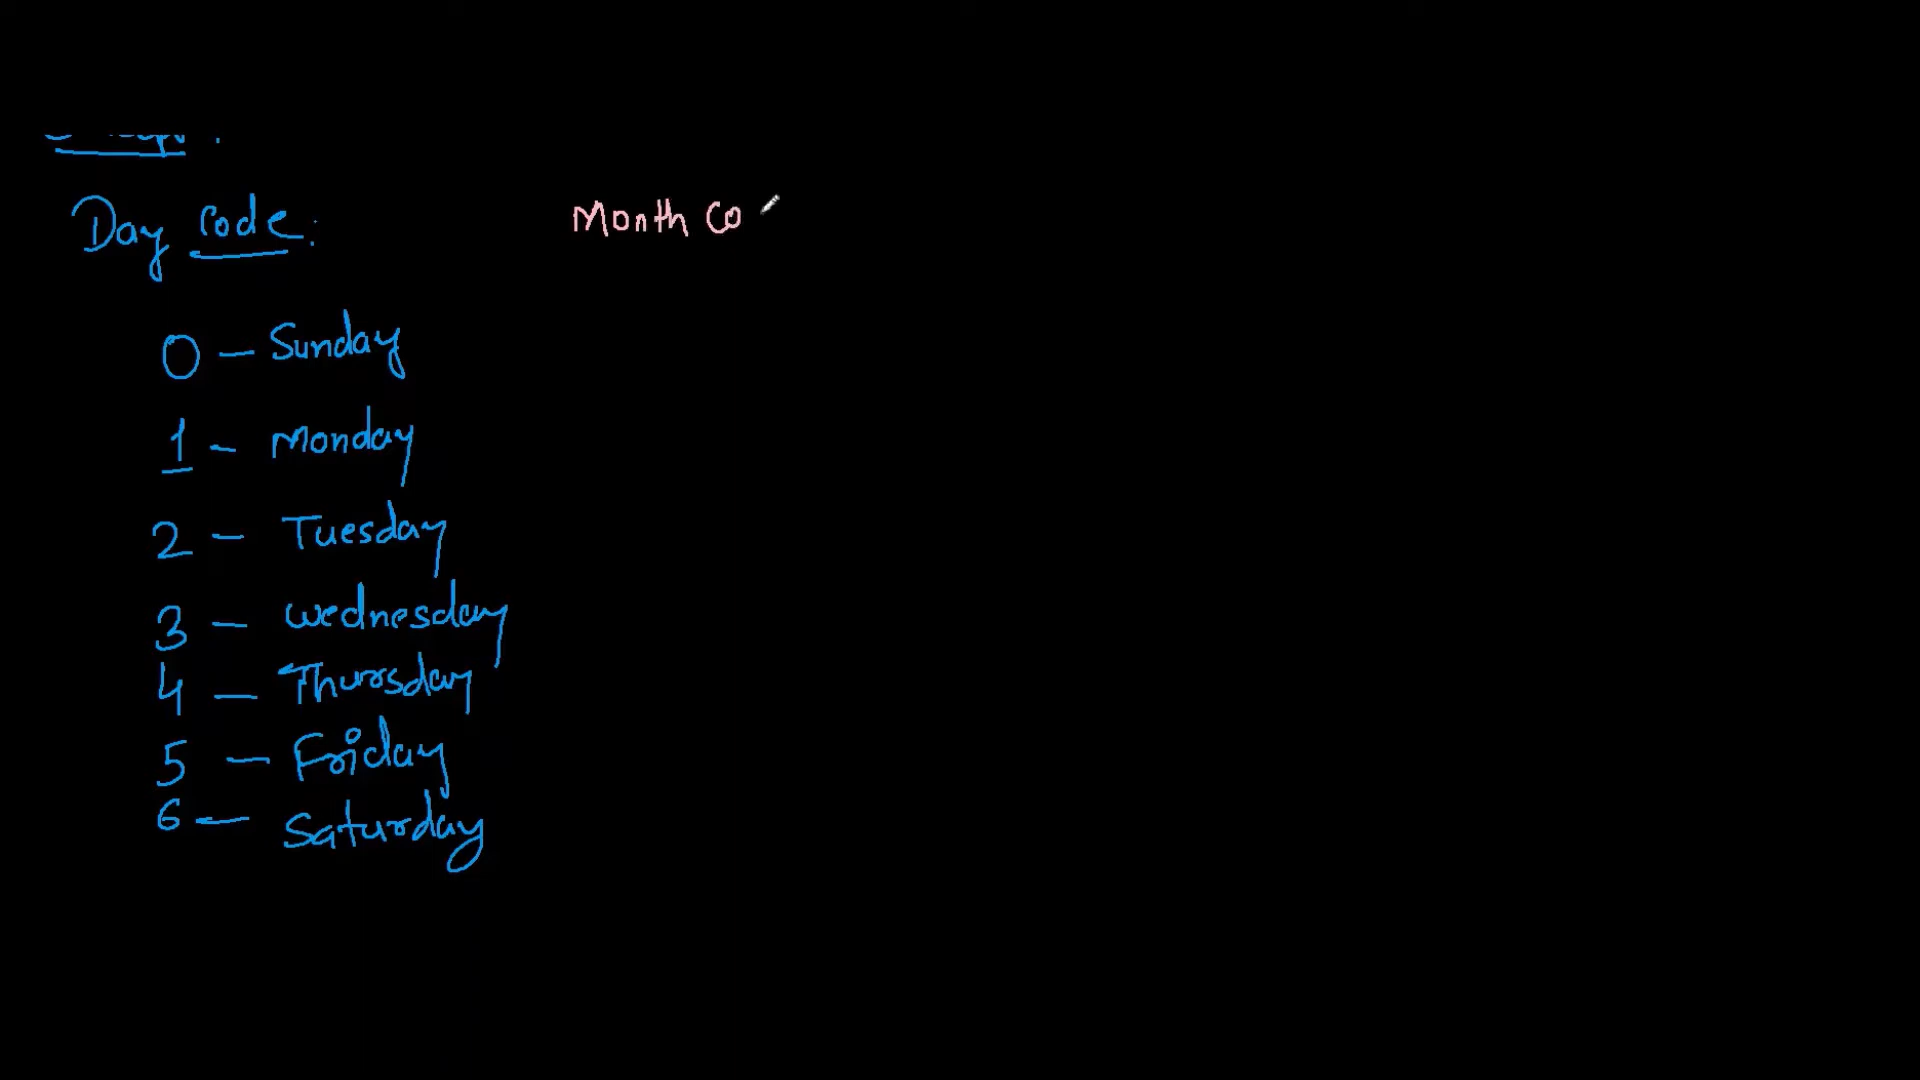 Day Code:
Month Co
0 - Sunday
1 - Monday
2 - Tuesday
3 - Wednesday
4 - Thursday
5 - Friday
6 - Saturday